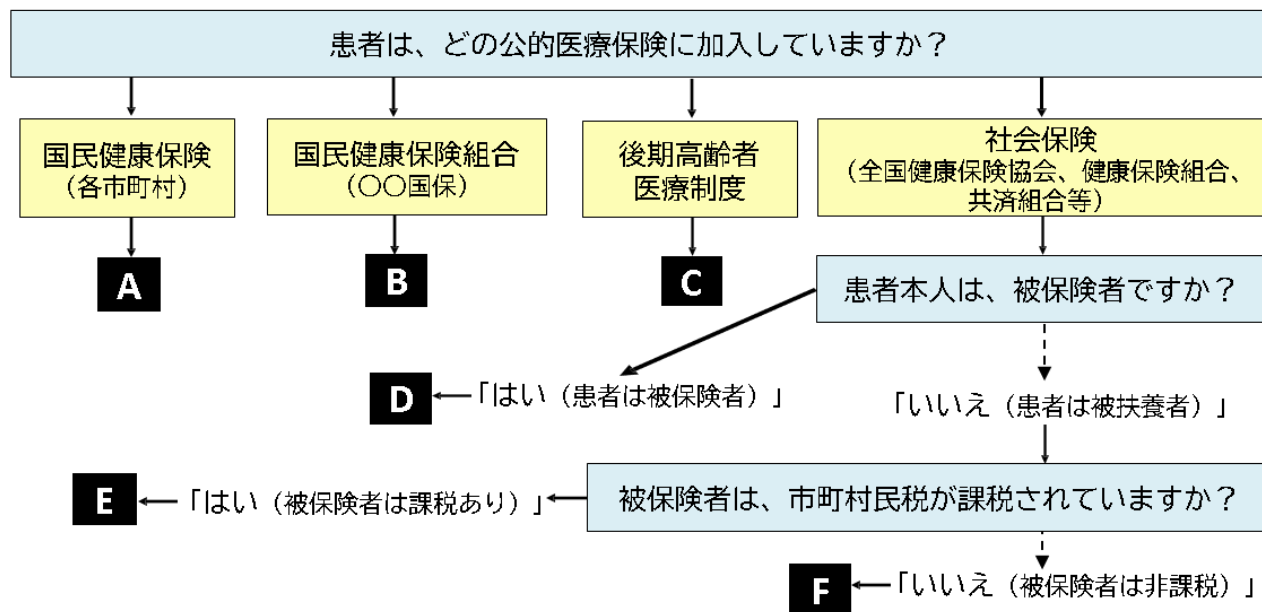 患者は、どの公的医療保険に加入していますか？
国民健康保険
（各市町村）
国民健康保険組合
（〇〇国保）
後期高齢者
医療制度
社会保険
（全国健康保険協会、健康保険組合、
共済組合等）
A
B
C
患者本人は、被保険者ですか？
D
「はい（患者は被保険者）」
「いいえ（患者は被扶養者）」
E
「はい（被保険者は課税あり）」
被保険者は、市町村民税が課税されていますか？
F
「いいえ（被保険者は非課税）」